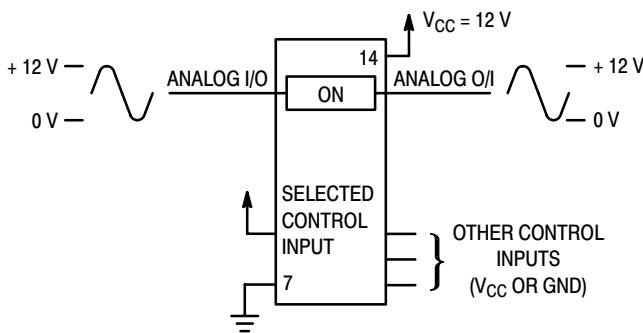 V_CC = 12 V
14
+ 12 V
ANALOG I/O
ON
ANALOG O/I
+ 12 V
0 V
0 V
SELECTED
CONTROL
INPUT
7
OTHER CONTROL
INPUTS
(V_CC OR GND)